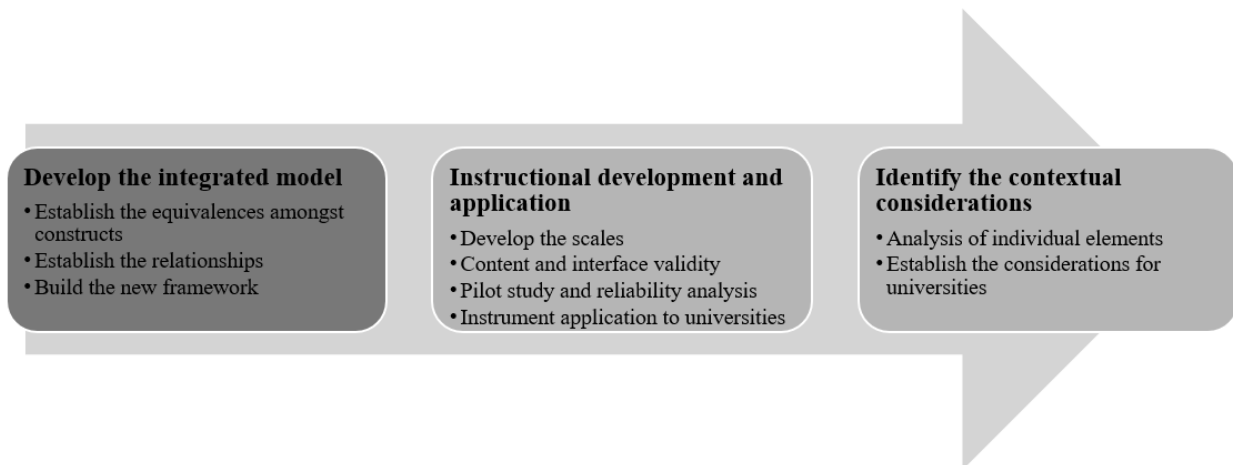 Develop the integrated model
• Establish the equivalences amongst
constructs
• Establish the relationships
• Build the new framework
Instructional development and
application
• Develop the scales
• Content and interface validity
• Pilot study and reliability analysis
• Instrument application to universities
Identify the contextual
considerations
• Analysis of individual elements
• Establish the considerations for
universities